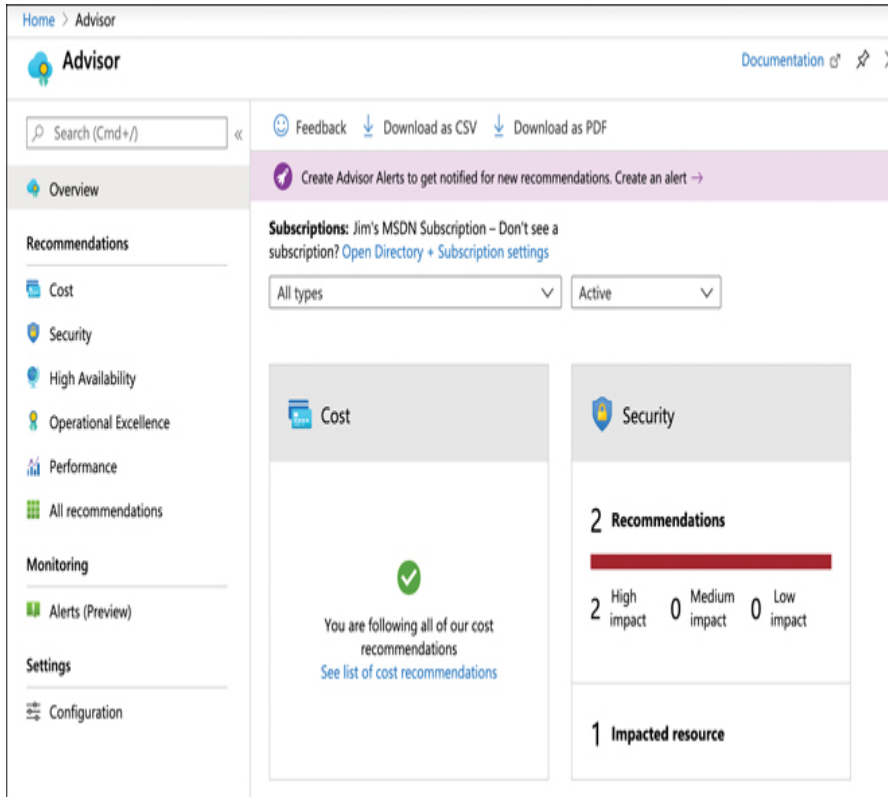 Home > Advisor
Advisor
Documentation
Search (Cmd+/)
«
Overview
Recommendations
Cost
Security
High Availability
Operational Excellence
Performance
All recommendations
Monitoring
Alerts (Preview)
Settings
Configuration
Feedback
Download as CSV
Download as PDF
Create Advisor Alerts to get notified for new recommendations. Create an alert →
Subscriptions: Jim's MSDN Subscription – Don't see a
subscription? Open Directory + Subscription settings
All types
Active
Cost
You are following all of our cost
recommendations
See list of cost recommendations
Security
2 Recommendations
2 High impact
0 Medium impact
0 Low impact
1 Impacted resource